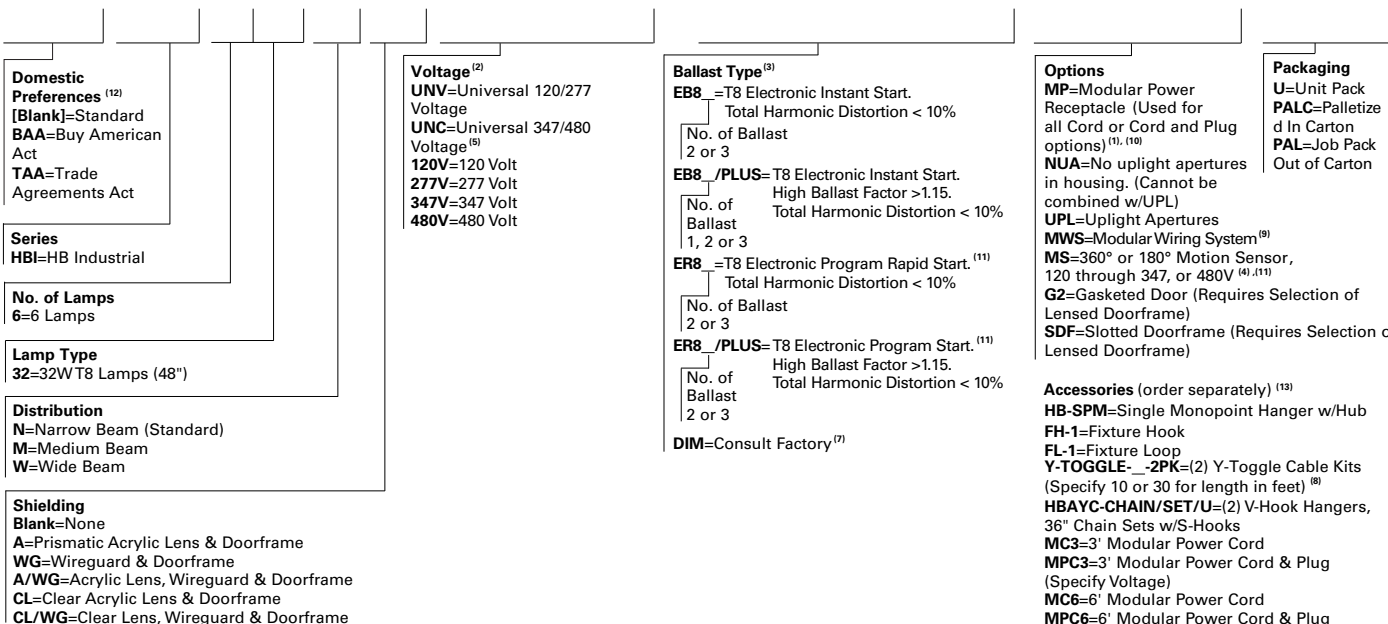 Domestic
Preferences (12)
[Blank]=Standard
BAA=Buy American
Act
TAA=Trade
Agreements Act
Series
HBI=HB Industrial
No. of Lamps
6=6 Lamps
Lamp Type
32=32W T8 Lamps (48")
Distribution
N=Narrow Beam (Standard)
M=Medium Beam
W=Wide Beam
Shielding
Blank=None
A=Prismatic Acrylic Lens & Doorframe
WG=Wireguard & Doorframe
A/WG=Acrylic Lens, Wireguard & Doorframe
CL=Clear Acrylic Lens & Doorframe
CL/WG=Clear Lens, Wireguard & Doorframe
Voltage (2)
UNV=Universal 120/277
Voltage
UNC=Universal 347/480
Voltage (5)
120V=120 Volt
277V=277 Volt
347V=347 Volt
480V=480 Volt
Ballast Type (3)
EB8_=T8 Electronic Instant Start.
Total Harmonic Distortion < 10%
No. of Ballast
2 or 3
EB8_/PLUS=T8 Electronic Instant Start.
High Ballast Factor >1.15.
Total Harmonic Distortion < 10%
No. of
Ballast
1, 2 or 3
ER8_=T8 Electronic Program Rapid Start. (11)
Total Harmonic Distortion < 10%
No. of Ballast
2 or 3
ER8_/PLUS=T8 Electronic Program Start. (11)
High Ballast Factor >1.15.
Total Harmonic Distortion < 10%
No. of
Ballast
2 or 3
DIM=Consult Factory (7)
Options
MP=Modular Power
Receptacle (Used for
all Cord or Cord and Plug
options) (1), (10)
NUA=No uplight apertures
in housing. (Cannot be
combined w/UPL)
UPL=Uplight Apertures
MWS=Modular Wiring System (9)
MS=360° or 180° Motion Sensor,
120 through 347, or 480V (4) ,(11)
G2=Gasketed Door (Requires Selection of
Lensed Doorframe)
SDF=Slotted Doorframe (Requires Selection o
Lensed Doorframe)
Accessories (order separately) (13)
HB-SPM=Single Monopoint Hanger w/Hub
FH-1=Fixture Hook
FL-1=Fixture Loop
Y-TOGGLE-_-2PK=(2) Y-Toggle Cable Kits
(Specify 10 or 30 for length in feet) (8)
HBAYC-CHAIN/SET/U=(2) V-Hook Hangers,
36" Chain Sets w/S-Hooks
MC3=3' Modular Power Cord
MPC3=3' Modular Power Cord & Plug
(Specify Voltage)
MC6=6' Modular Power Cord
MPC6=6' Modular Power Cord & Plug
Packaging
U=Unit Pack
PALC=Palletize
d In Carton
PAL=Job Pack
Out of Carton